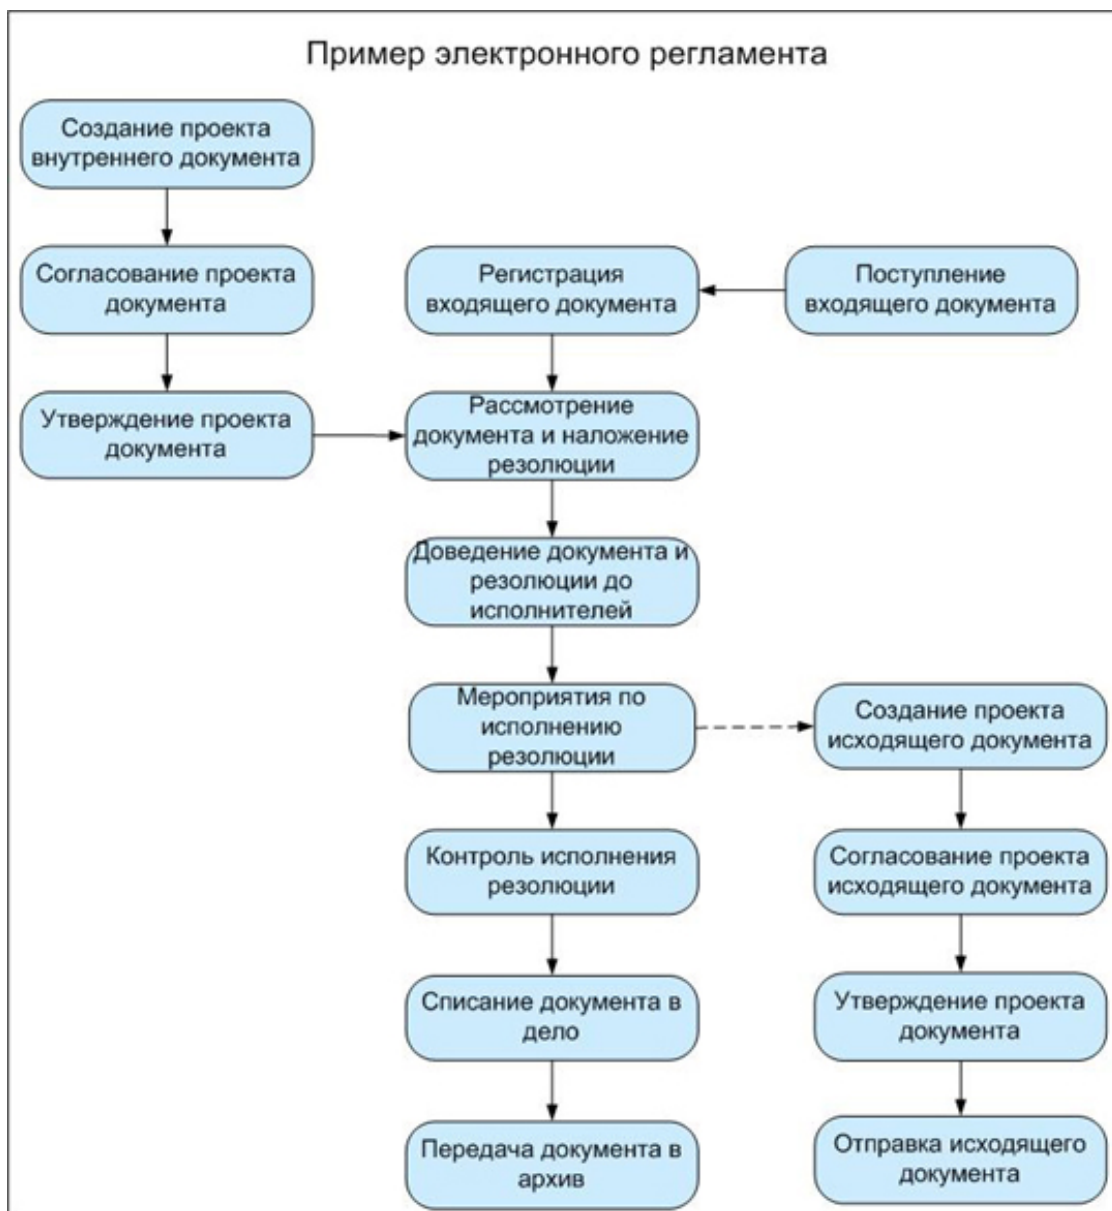 Пример электронного регламента
Создание проекта
внутреннего документа
Согласование проекта
документа
Регистрация
входящего документа
Поступление
входящего документа
Утверждение проекта
документа
Рассмотрение
документа и наложение
резолюции
Доведение документа и
резолюции до
исполнителей
Мероприятия по
исполнению
резолюции
Создание проекта
исходящего документа
Контроль исполнения
резолюции
Согласование проекта
исходящего документа
Списание документа в
дело
Утверждение проекта
документа
Передача документа в
архив
Отправка исходящего
документа